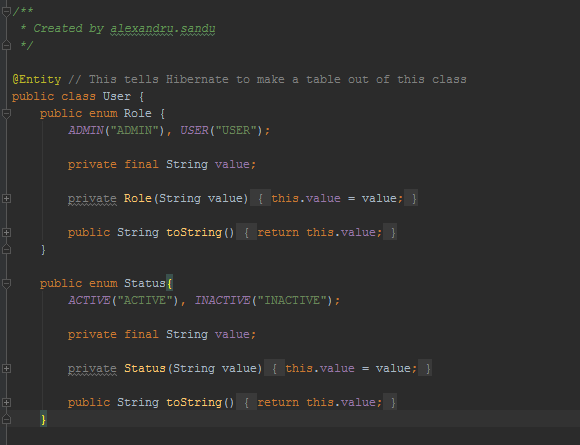 /**
 * Created by alexandru.sandu
 */
@Entity // This tells Hibernate to make a table out of this class
public class User {
    public enum Role {
        ADMIN("ADMIN"), USER("USER");
        private final String value;
        private Role(String value) { this.value = value; }
        public String toString() { return this.value; }
    }
    public enum Status{
        ACTIVE("ACTIVE"), INACTIVE("INACTIVE");
        private final String value;
        private Status(String value) { this.value = value; }
        public String toString() { return this.value; }
    }